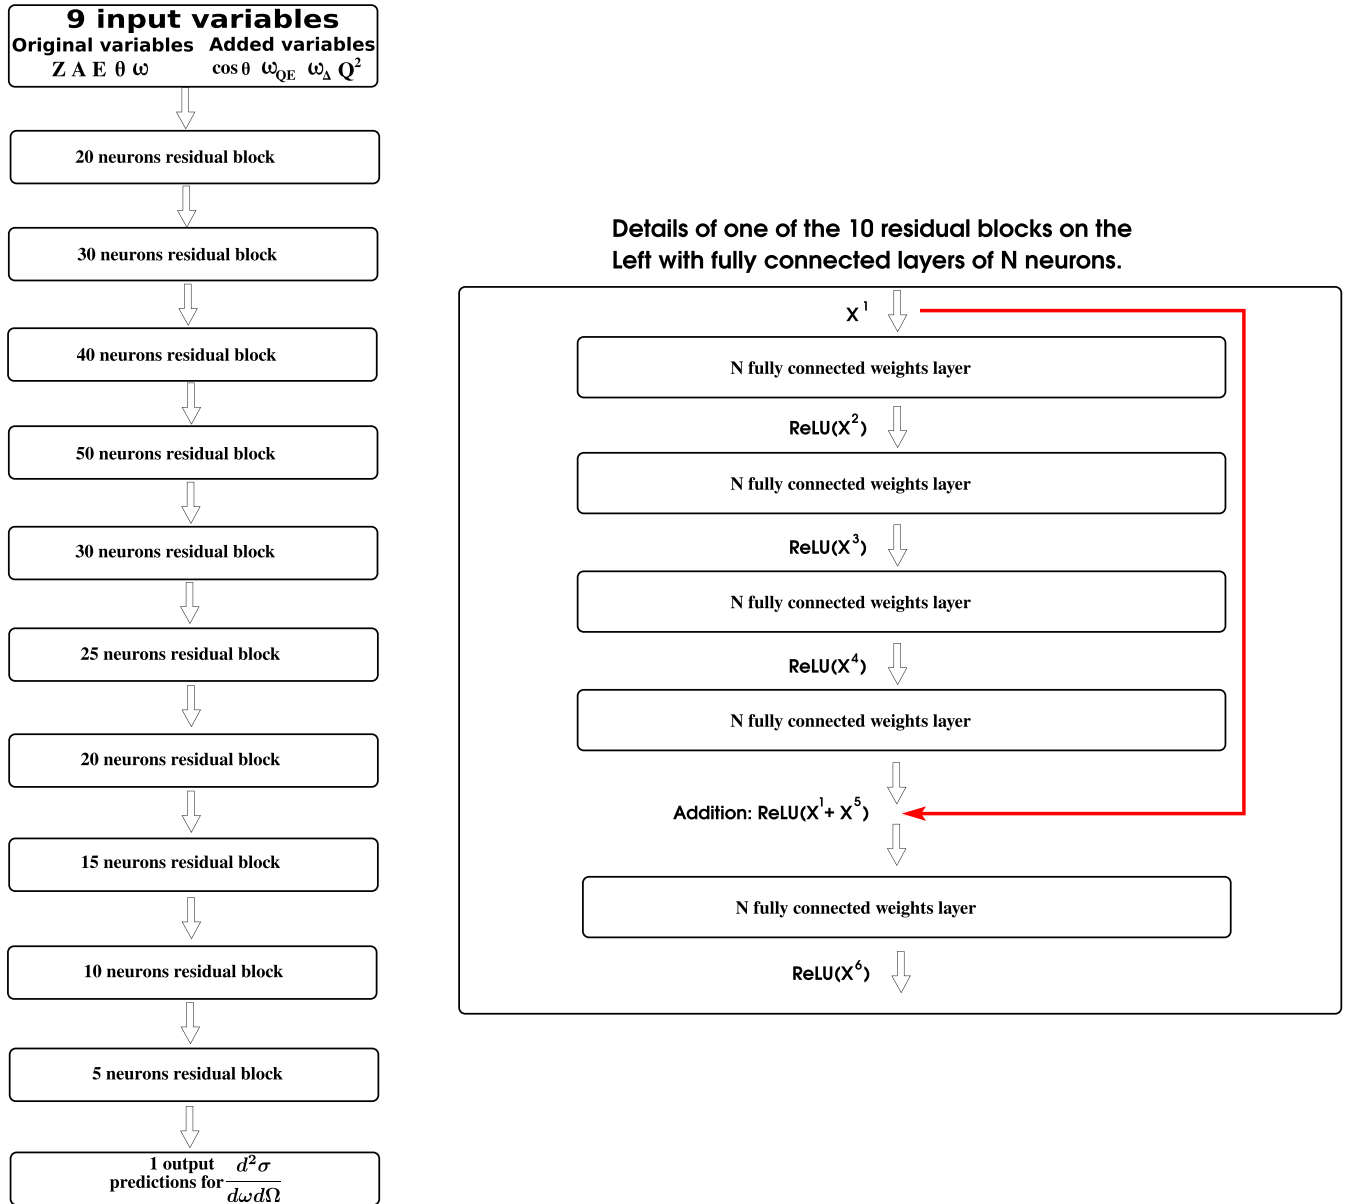 9 input variables
Original variables Added variables
Z A E θ ω cos θ ω_QE ω_Δ Q²
20 neurons residual block
30 neurons residual block
40 neurons residual block
50 neurons residual block
30 neurons residual block
25 neurons residual block
20 neurons residual block
15 neurons residual block
10 neurons residual block
5 neurons residual block
1 output
predictions for d²σ/dωdΩ
Details of one of the 10 residual blocks on the
Left with fully connected layers of N neurons.
X¹
N fully connected weights layer
ReLU(X²)
N fully connected weights layer
ReLU(X³)
N fully connected weights layer
ReLU(X⁴)
N fully connected weights layer
Addition: ReLU(X¹+ X⁵)
N fully connected weights layer
ReLU(X⁶)